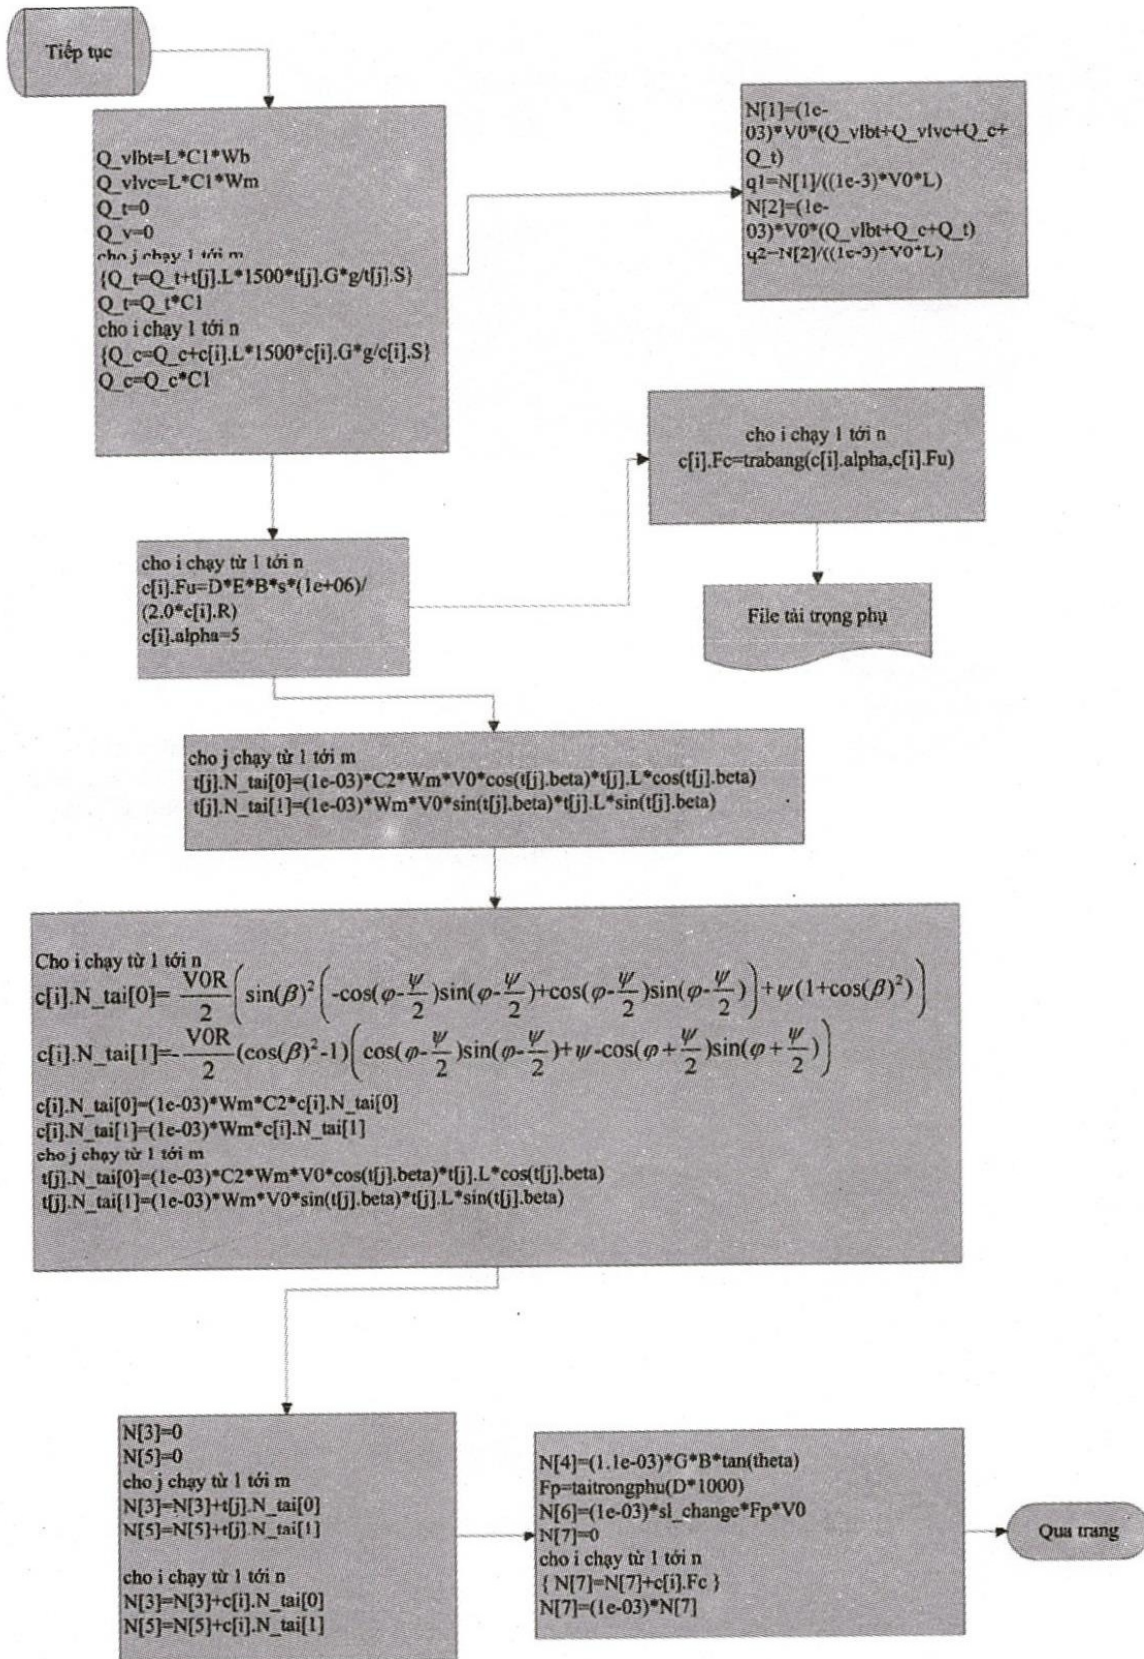 Tiếp tục
Q_vlbt=L*C1*Wb
Q_vlvc=L*C1*Wm
Q_t=0
Q_v=0
cho j chạy 1 tới m
{Q_t=Q_t+t[j].L*1500*t[j].G*g/t[j].S}
Q_t=Q_t*C1
cho i chạy 1 tới n
{Q_c=Q_c+c[i].L*1500*c[i].G*g/c[i].S}
Q_c=Q_c*C1
N[1]=(1e-
03)*V0*(Q_vlbt+Q_vlvc+Q_c+
Q_t)
q1=N[1]/((1e-3)*V0*L)
N[2]=(1e-
03)*V0*(Q_vlbt+Q_c+Q_t)
q2=N[2]/((1e-3)*V0*L)
cho i chạy 1 tới n
c[i].Fc=trabang(c[i].alpha,c[i].Fu)
File tải trọng phụ
cho i chạy từ 1 tới n
c[i].Fu=D*E*B*s*(1e+06)/
(2.0*c[i].R)
c[i].alpha=5
cho j chạy từ 1 tới m
t[j].N_tai[0]=(1e-03)*C2*Wm*V0*cos(t[j].beta)*t[j].L*cos(t[j].beta)
t[j].N_tai[1]=(1e-03)*Wm*V0*sin(t[j].beta)*t[j].L*sin(t[j].beta)
Cho i chạy từ 1 tới n
c[i].N_tai[0]= V0R/2 (sin(β)²(-cos(φ-ψ/2)sin(φ-ψ/2)+cos(φ-ψ/2)sin(φ-ψ/2))+ψ(1+cos(β)²))
c[i].N_tai[1]=-V0R/2 (cos(β)²-1)(cos(φ-ψ/2)sin(φ-ψ/2)+ψ-cos(φ+ψ/2)sin(φ+ψ/2))
c[i].N_tai[0]=(1e-03)*Wm*C2*c[i].N_tai[0]
c[i].N_tai[1]=(1e-03)*Wm*c[i].N_tai[1]
cho j chạy từ 1 tới m
t[j].N_tai[0]=(1e-03)*C2*Wm*V0*cos(t[j].beta)*t[j].L*cos(t[j].beta)
t[j].N_tai[1]=(1e-03)*Wm*V0*sin(t[j].beta)*t[j].L*sin(t[j].beta)
N[3]=0
N[5]=0
cho j chạy từ 1 tới m
N[3]=N[3]+t[j].N_tai[0]
N[5]=N[5]+t[j].N_tai[1]
cho i chạy từ 1 tới n
N[3]=N[3]+c[i].N_tai[0]
N[5]=N[5]+c[i].N_tai[1]
N[4]=(1.1e-03)*G*B*tan(theta)
Fp=taitrongphu(D*1000)
N[6]=(1e-03)*sl_change*Fp*V0
N[7]=0
cho i chạy từ 1 tới n
{ N[7]=N[7]+c[i].Fc }
N[7]=(1e-03)*N[7]
Qua trang